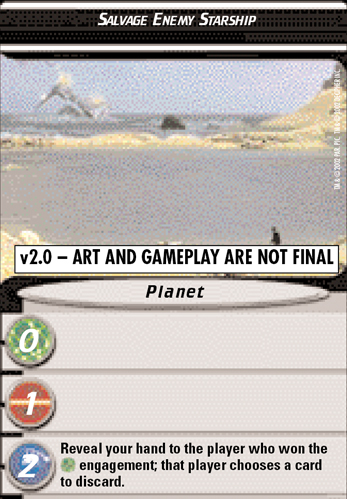 Salvage Enemy Starship
v2.0 – ART AND GAMEPLAY ARE NOT FINAL
Planet
0
1
2
Reveal your hand to the player who won the
engagement; that player chooses a card
to discard.